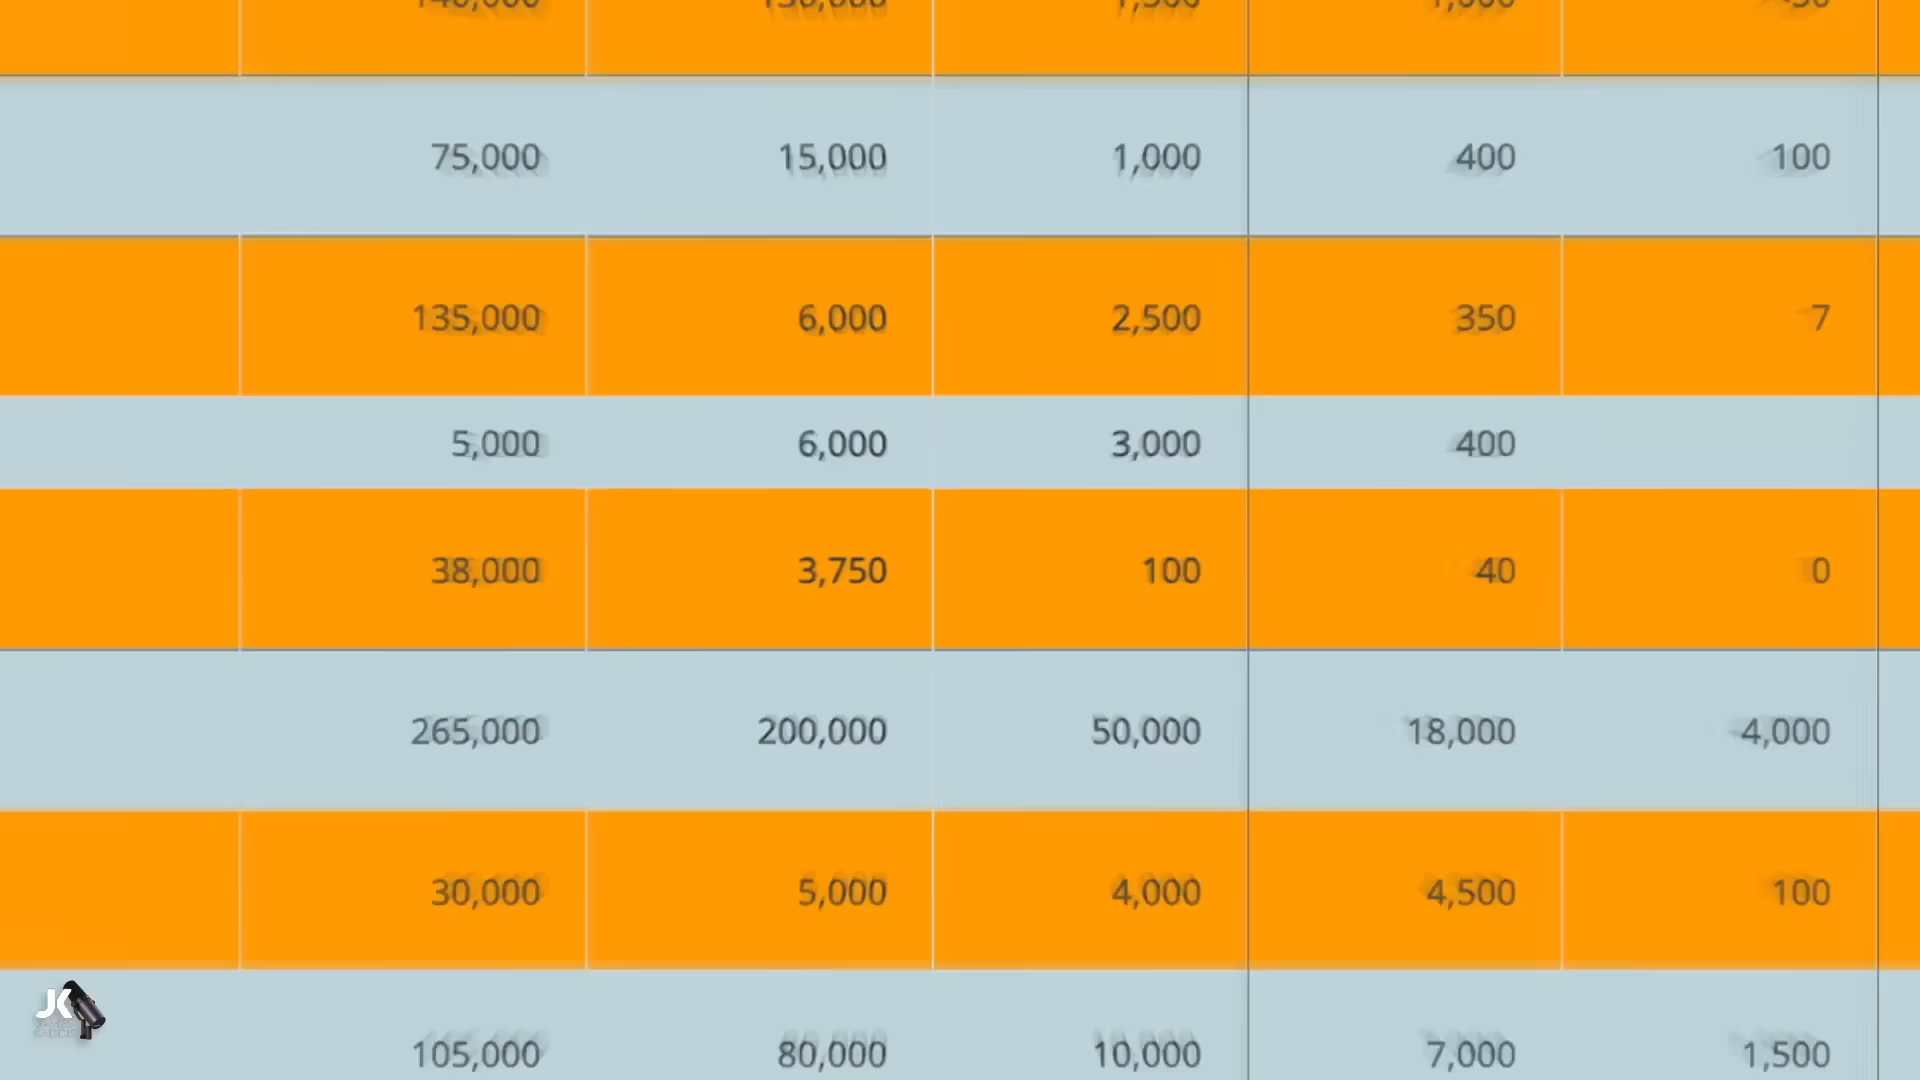 75,000 15,000 1,000 400 100
135,000 6,000 2,500 350 7
5,000 6,000 3,000 400
38,000 3,750 100 40 0
265,000 200,000 50,000 18,000 4,000
30,000 5,000 4,000 4,500 100
JK
105,000 80,000 10,000 7,000 1,500